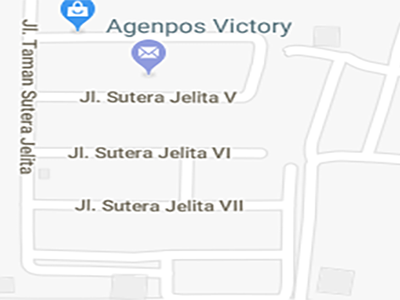 Agenpos Victory
Jl. Taman Sutera Jelita
Jl. Sutera Jelita V
Jl. Sutera Jelita VI
Jl. Sutera Jelita VII